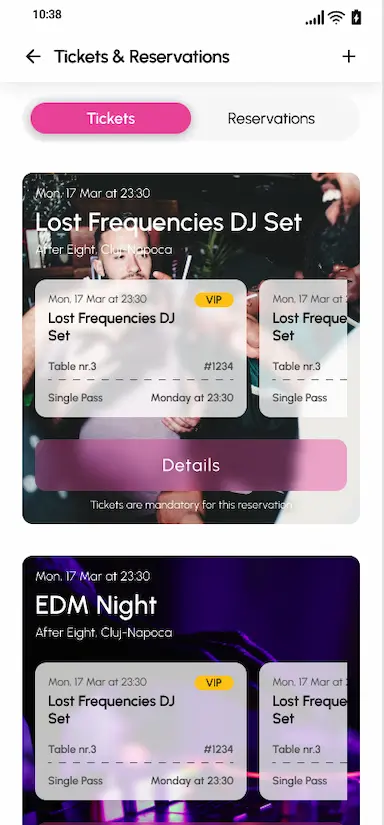 10:38
Tickets & Reservations
Tickets
Reservations
Mon, 17 Mar at 23:30
Lost Frequencies DJ Set
After Eight, Cluj-Napoca
Mon, 17 Mar at 23:30
VIP
Lost Frequencies DJ
Set
Table nr.3
#1234
Single Pass
Monday at 23:30
Mon, 17 Mar at
Lost Freque
Set
Table nr.3
Single Pass
Details
Tickets are mandatory for this reservation
Mon, 17 Mar at 23:30
EDM Night
After Eight, Cluj-Napoca
Mon, 17 Mar at 23:30
VIP
Lost Frequencies DJ
Set
Table nr.3
#1234
Single Pass
Monday at 23:30
Mon, 17 Mar at
Lost Freque
Set
Table nr.3
Single Pass